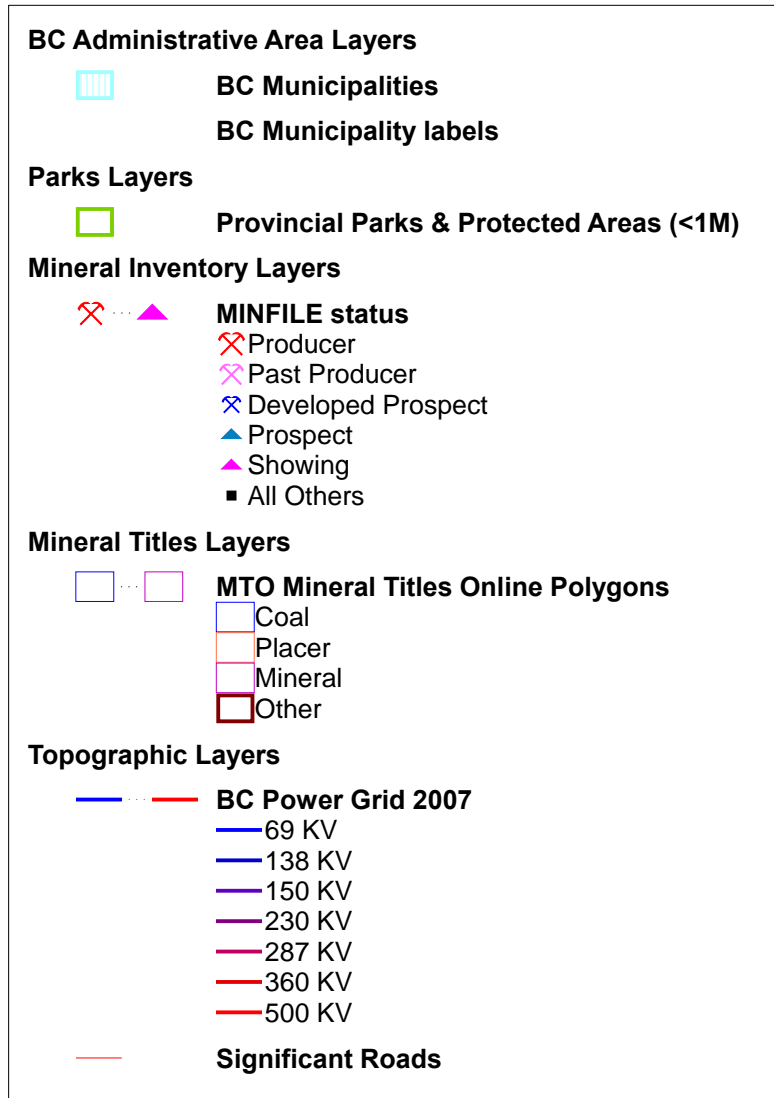 BC Administrative Area Layers
BC Municipalities
BC Municipality labels
Parks Layers
Provincial Parks & Protected Areas (<1M)
Mineral Inventory Layers
MINFILE status
Producer
Past Producer
Developed Prospect
Prospect
Showing
All Others
Mineral Titles Layers
MTO Mineral Titles Online Polygons
Coal
Placer
Mineral
Other
Topographic Layers
BC Power Grid 2007
69 KV
138 KV
150 KV
230 KV
287 KV
360 KV
500 KV
Significant Roads